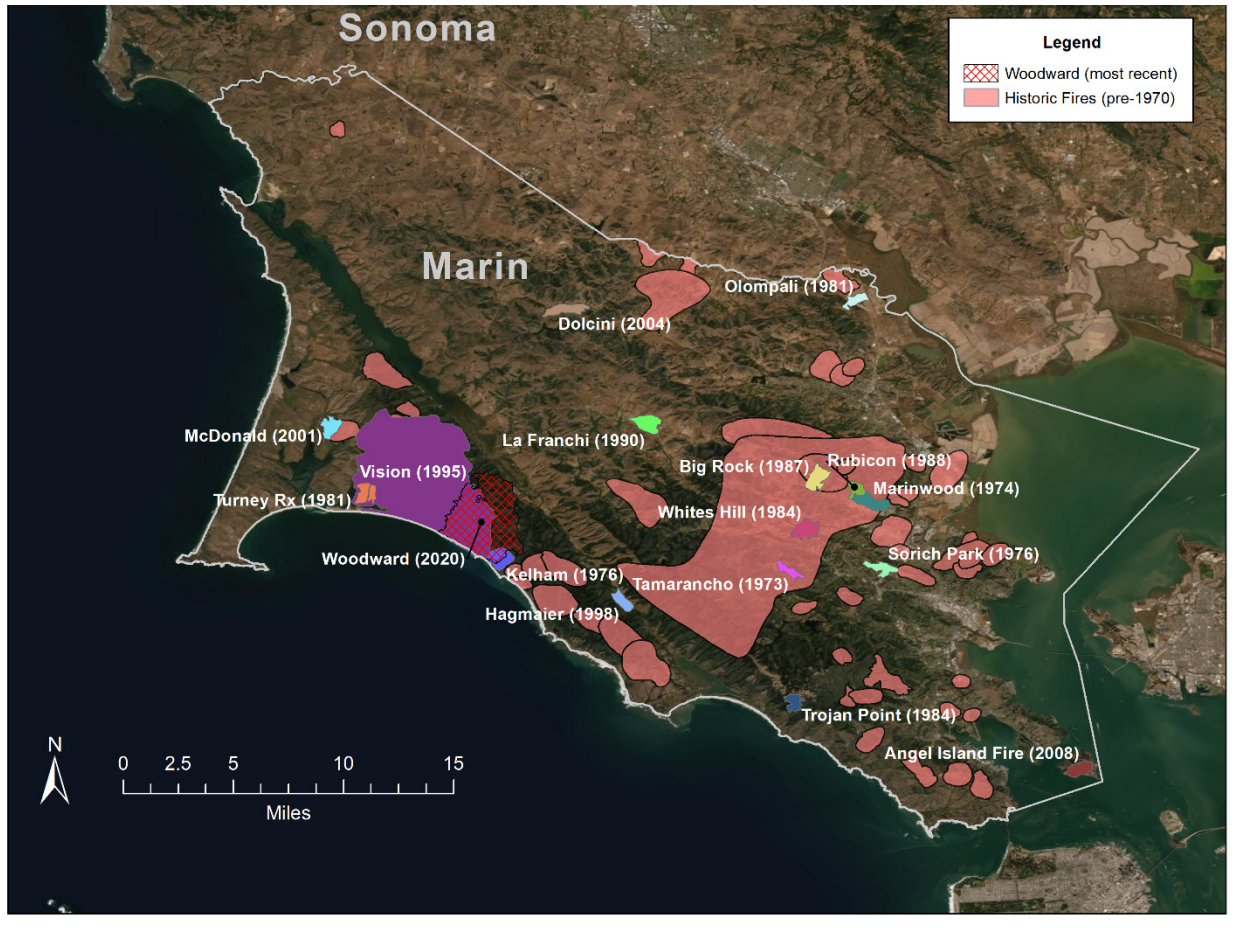 Sonoma
Legend
Woodward (most recent)
Historic Fires (pre-1970)
Marin
Olompali (1981)
Dolcini (2004)
McDonald (2001)
La Franchi (1990)
Vision (1995)
Big Rock (1987)
Rubicon (1988)
Turney Rx (1981)
Marinwood (1974)
Whites Hill (1984)
Woodward (2020)
Sorich Park (1976)
Kelham (1976)
Tamarancho (1973)
Hagmaier (1998)
Trojan Point (1984)
Angel Island Fire (2008)
N
0 2.5 5 10 15
Miles